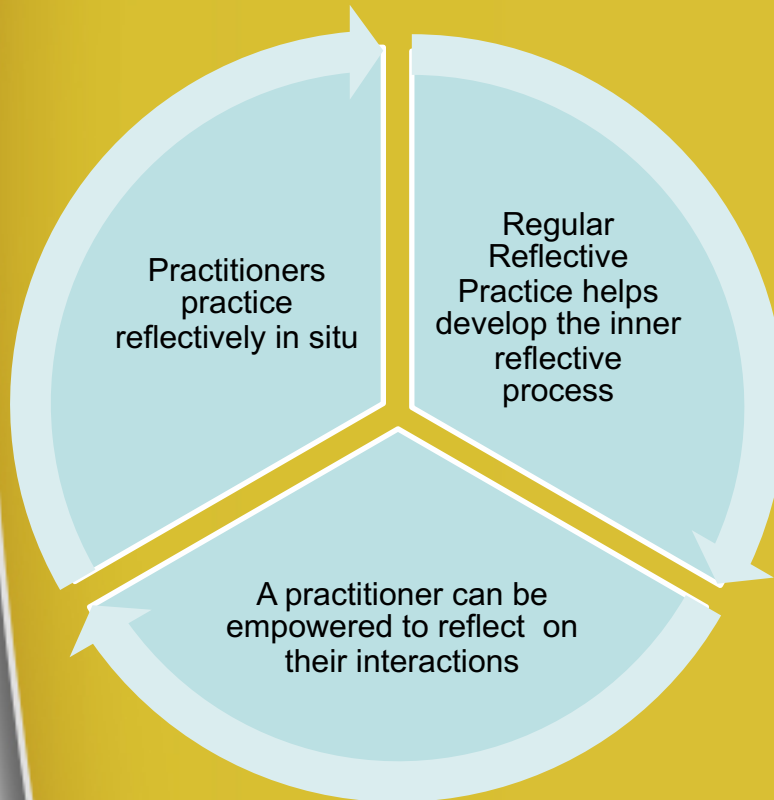 Practitioners
practice
reflectively in situ
Regular
Reflective
Practice helps
develop the inner
reflective
process
A practitioner can be
empowered to reflect  on
their interactions